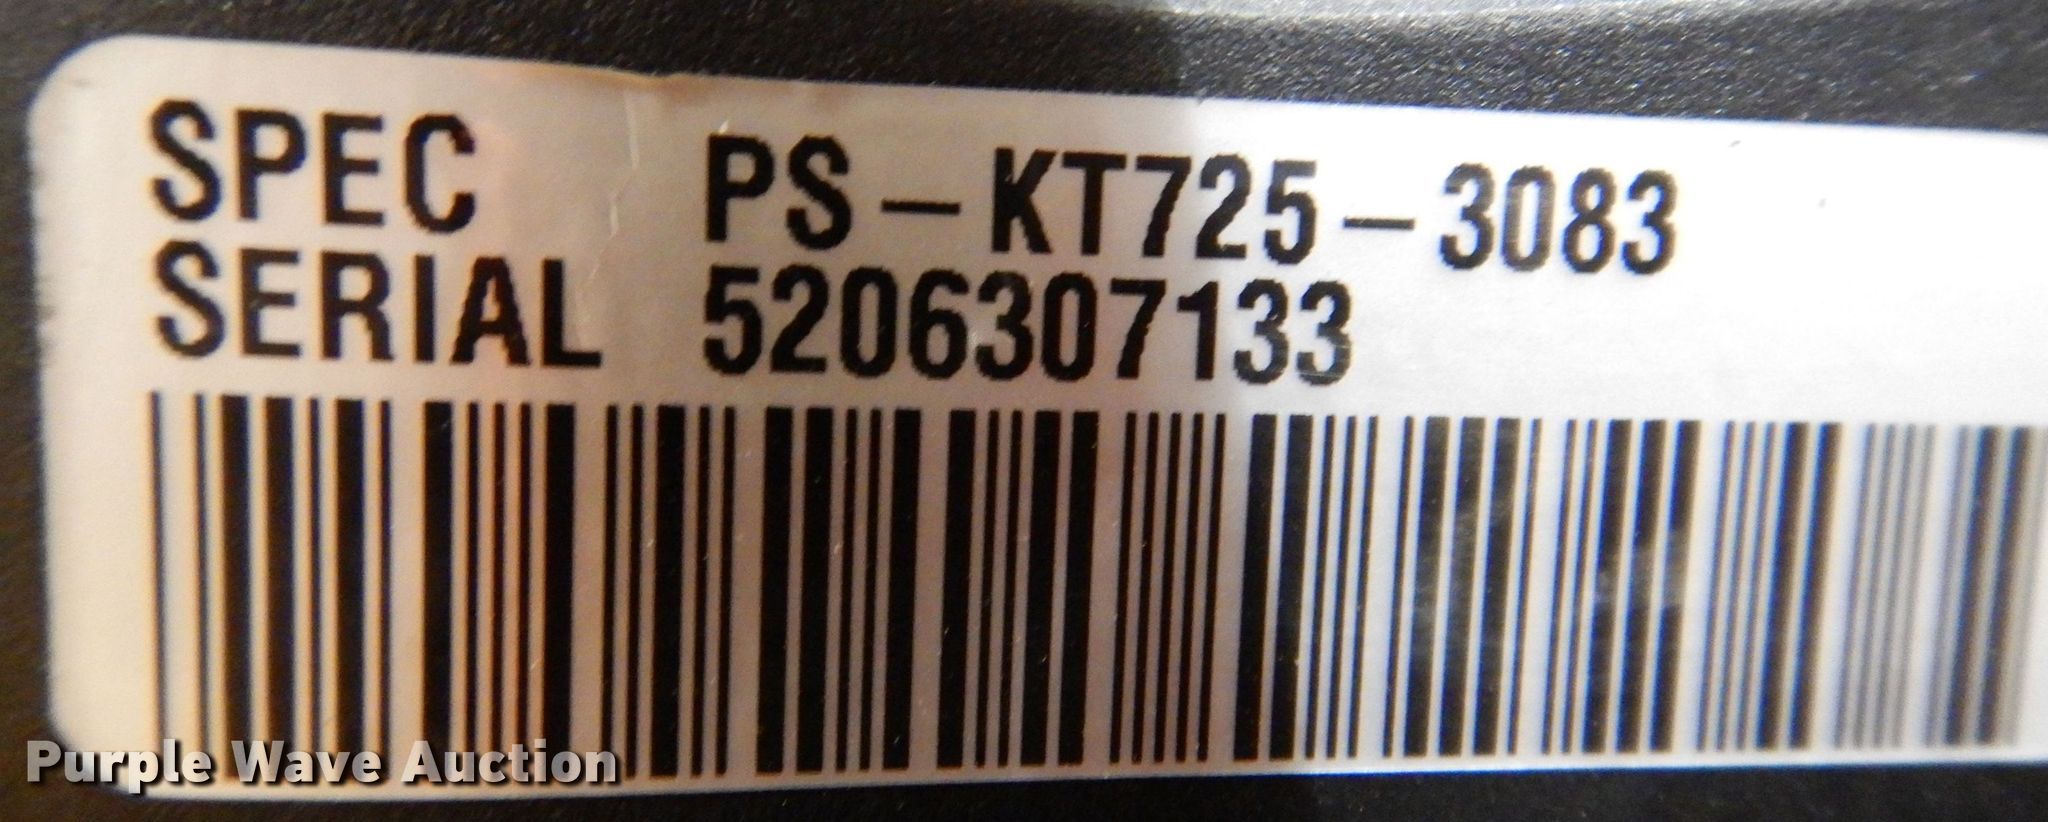 SPEC PS-KT725-3083
SERIAL 5206307133
Purple Wave Auction